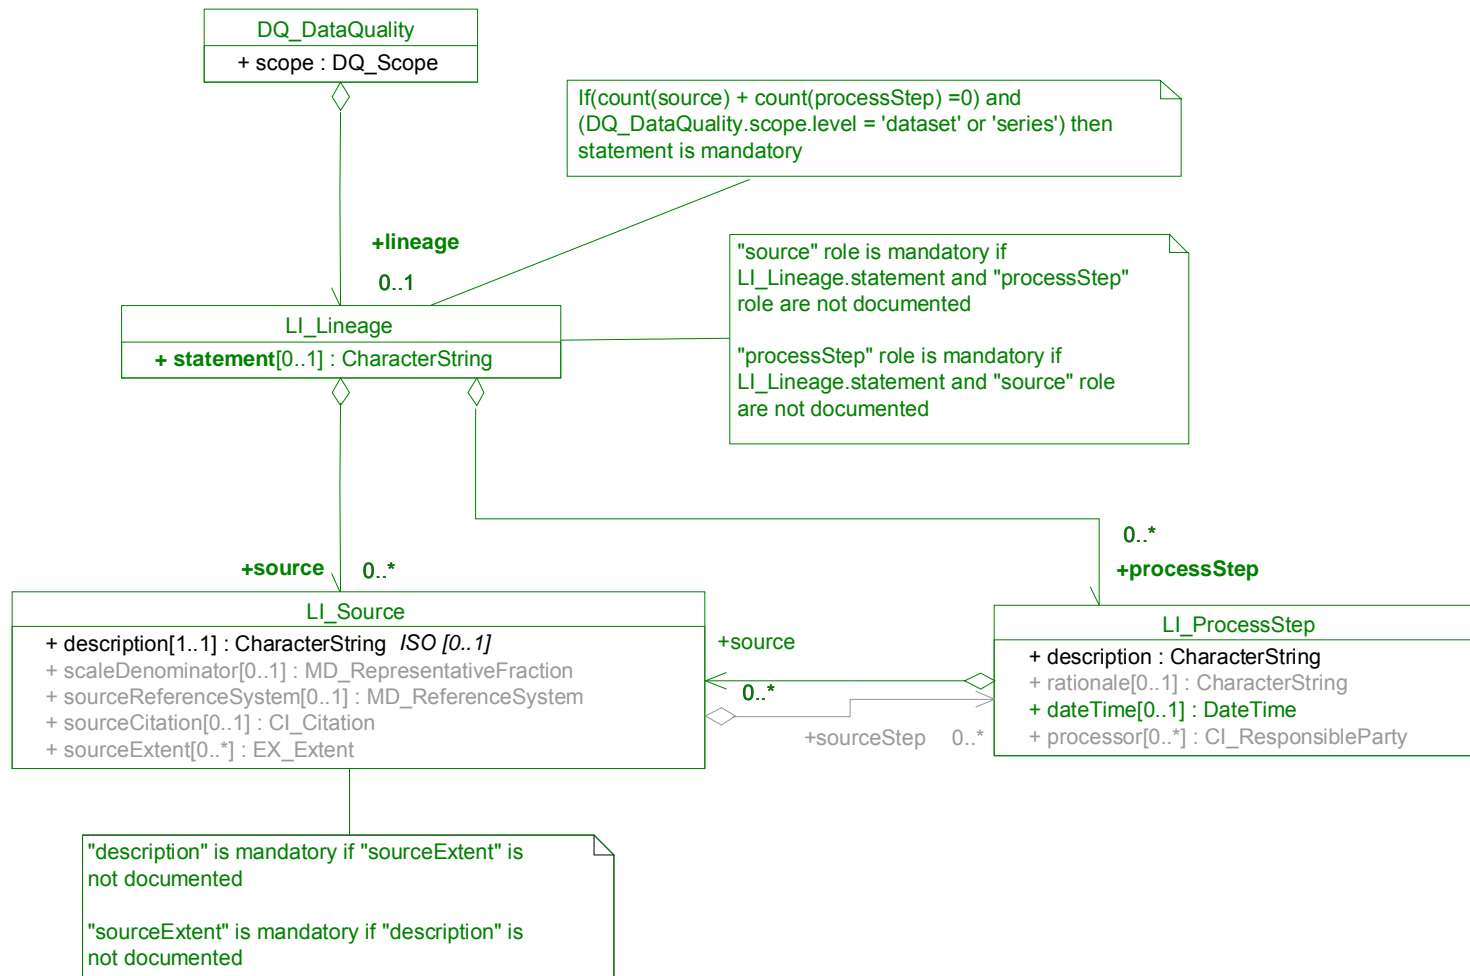 DQ_DataQuality
+ scope : DQ_Scope
If(count(source) + count(processStep) =0) and
(DQ_DataQuality.scope.level = 'dataset' or 'series') then
statement is mandatory
+lineage
0..1
"source" role is mandatory if
LI_Lineage.statement and "processStep"
role are not documented
"processStep" role is mandatory if
LI_Lineage.statement and "source" role
are not documented
LI_Lineage
+ statement[0..1] : CharacterString
+source 0..*
0..*
+processStep
LI_Source
+ description[1..1] : CharacterString ISO [0..1]
+ scaleDenominator[0..1] : MD_RepresentativeFraction
+ sourceReferenceSystem[0..1] : MD_ReferenceSystem
+ sourceCitation[0..1] : CI_Citation
+ sourceExtent[0..*] : EX_Extent
+source
0..*
+sourceStep 0..*
LI_ProcessStep
+ description : CharacterString
+ rationale[0..1] : CharacterString
+ dateTime[0..1] : DateTime
+ processor[0..*] : CI_ResponsibleParty
"description" is mandatory if "sourceExtent" is
not documented
"sourceExtent" is mandatory if "description" is
not documented